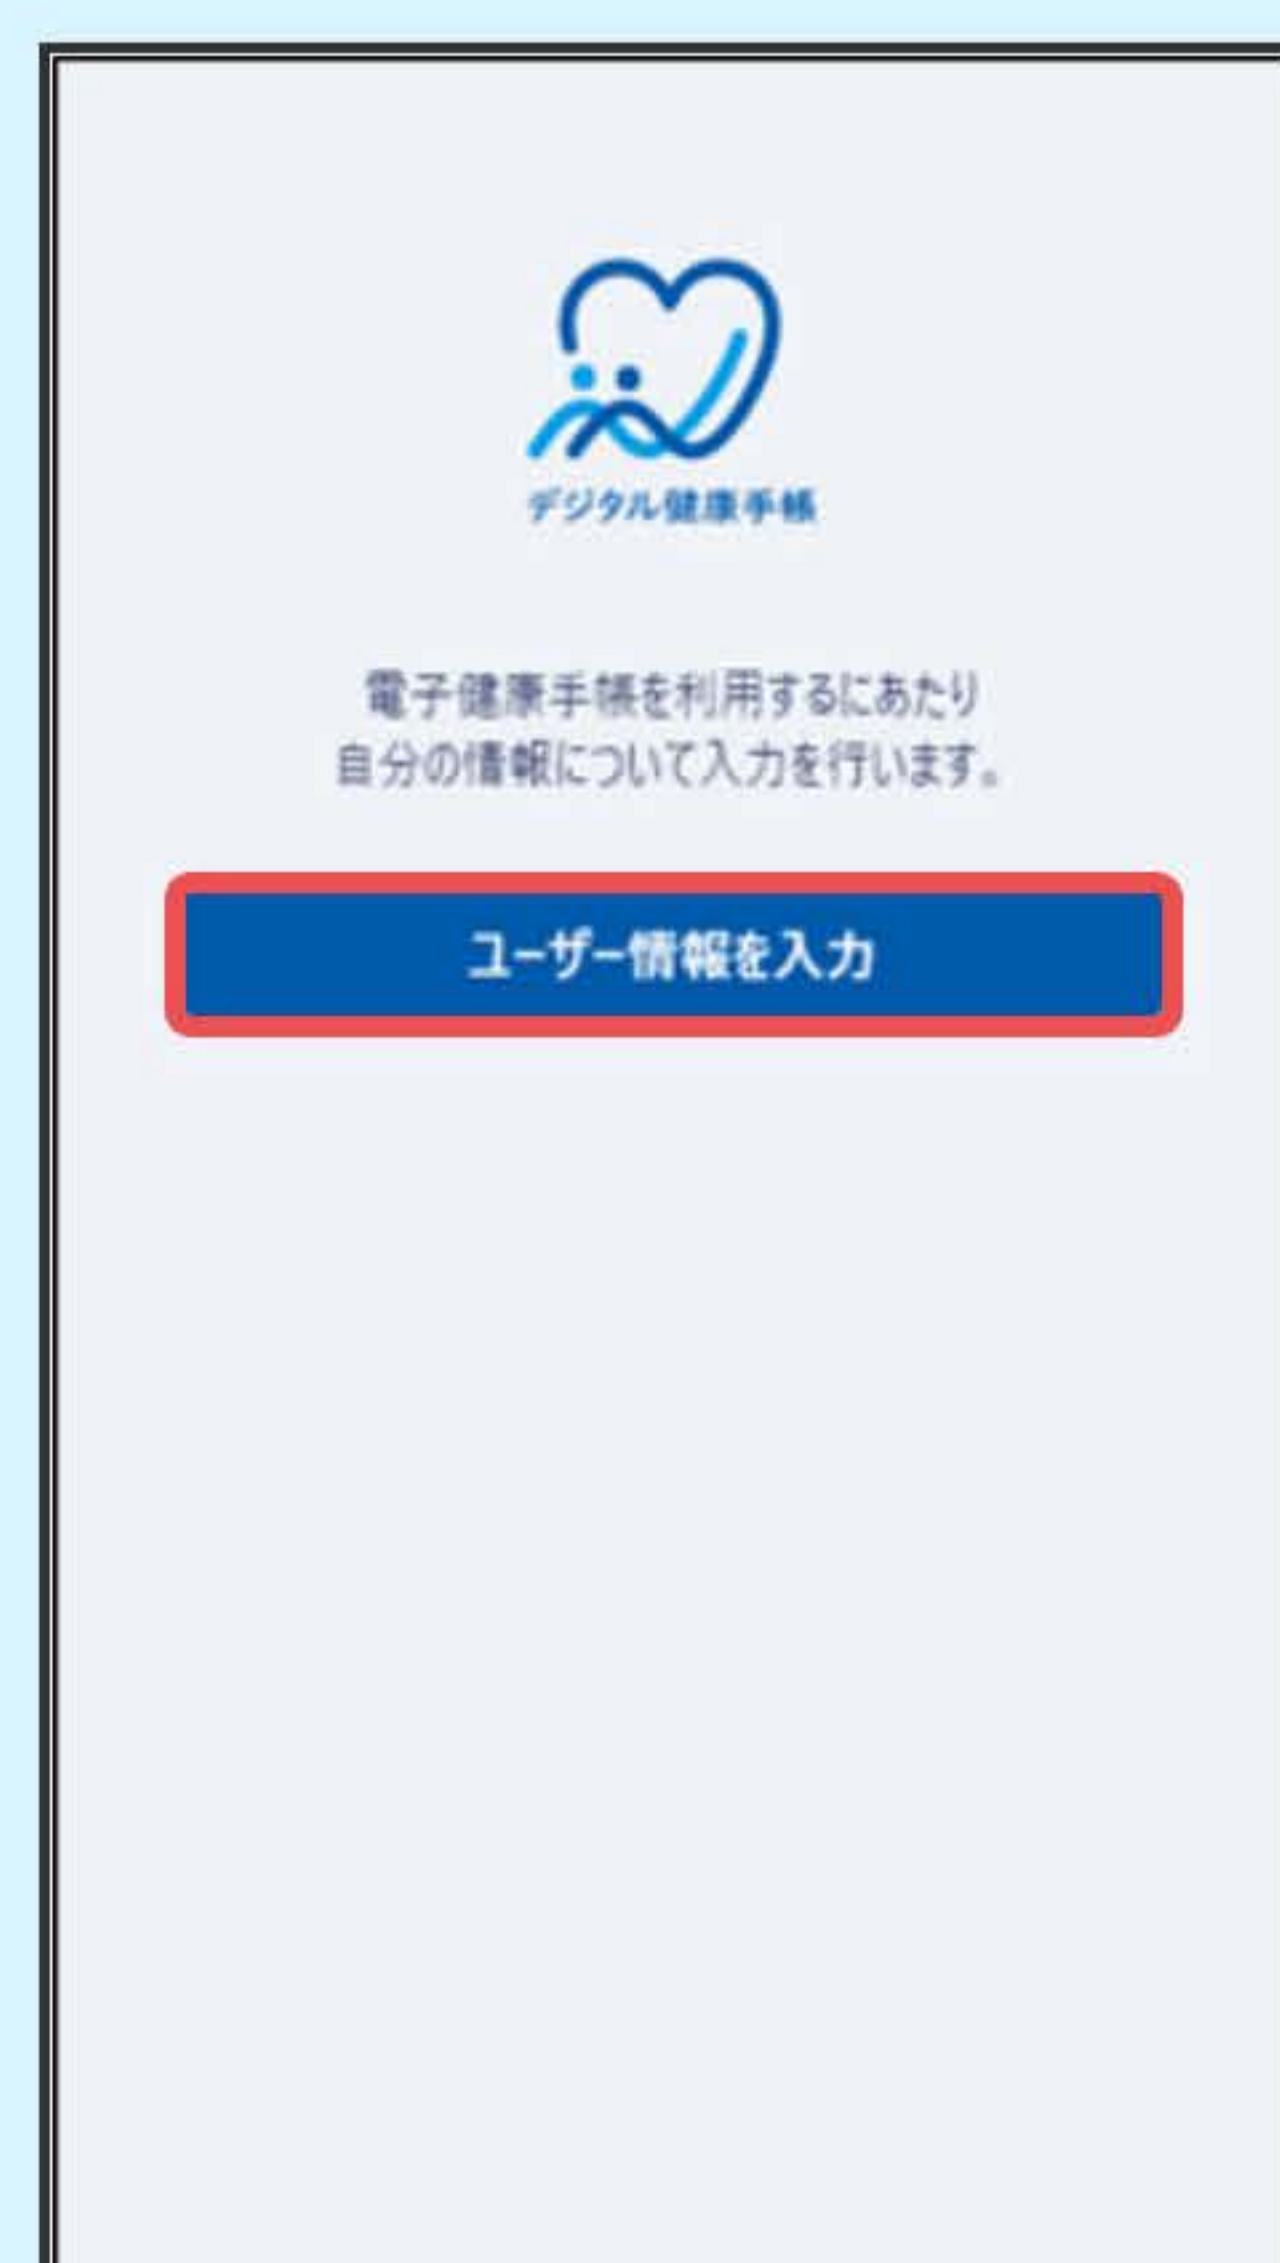 デジタル健康手帳
電子健康手帳を利用するにあたり
自分の情報について入力を行います。
ユーザー情報を入力